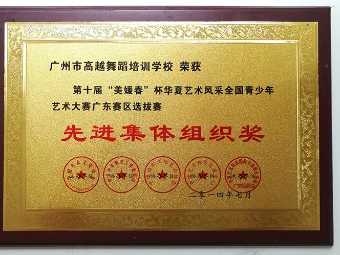 广州市高越舞蹈培训学校 荣获
第十届“美媛春”杯华夏艺术风采全国青少年
艺术大赛广东赛区选拔赛
先进集体组织奖
二零一四年七月